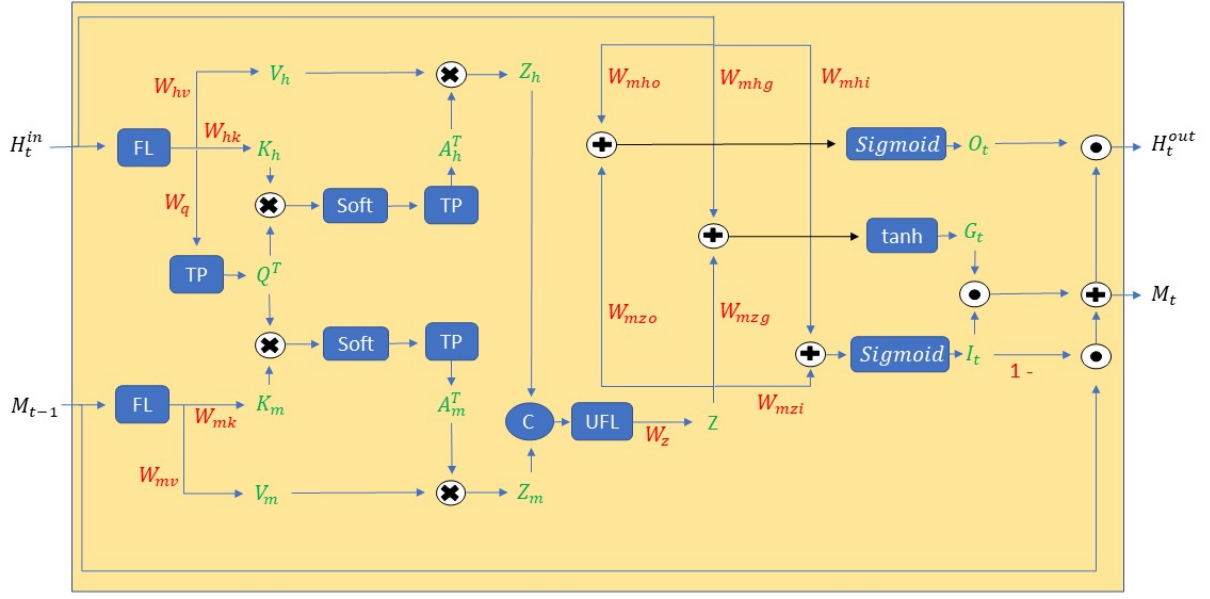 V_h Z_h
W_hv W_mho W_mhg W_mhi
H_t^in FL W_hk K_h A_h^T Sigmoid O_t H_t^out
W_q Soft TP
TP Q^T tanh G_t
M_t
W_mzo W_mzg
Soft TP Sigmoid I_t
1 -
M_{t-1} FL W_mk K_m A_m^T C UFL W_z Z W_mzi
W_mv
V_m Z_m